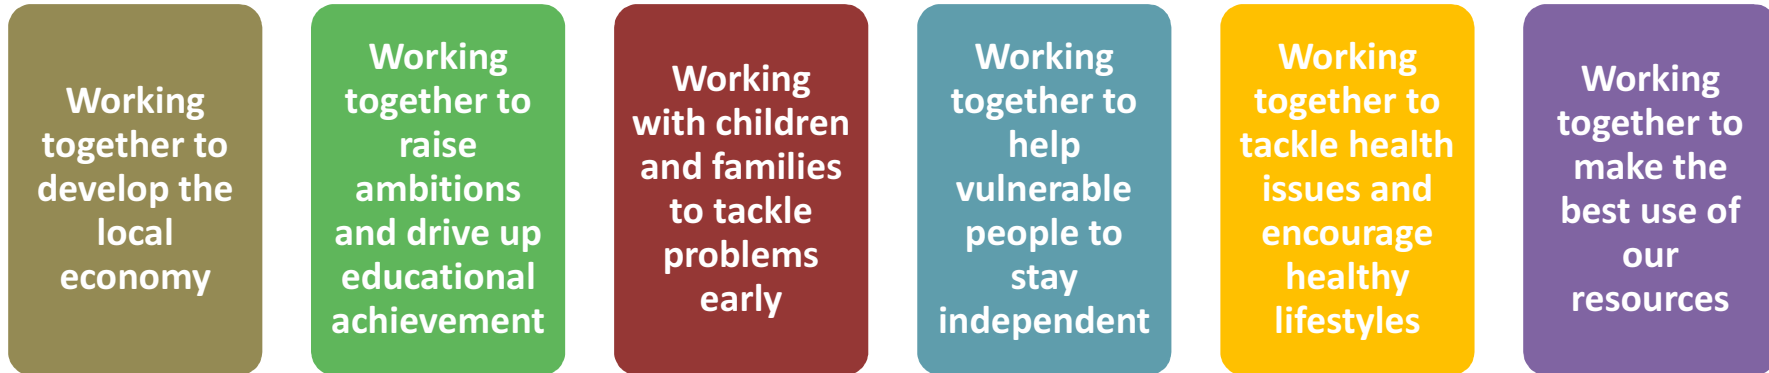 Working
together to
develop the
local
economy
Working
together to
raise
ambitions
and drive up
educational
achievement
Working
with children
and families
to tackle
problems
early
Working
together to
help
vulnerable
people to
stay
independent
Working
together to
tackle health
issues and
encourage
healthy
lifestyles
Working
together to
make the
best use of
our
resources